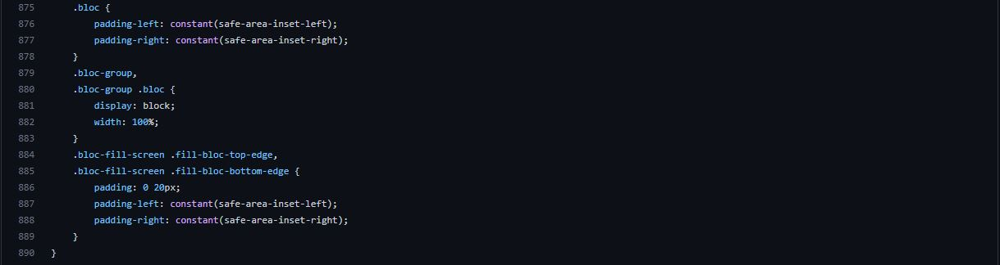 875 .bloc {
876 padding-left: constant(safe-area-inset-left);
877 padding-right: constant(safe-area-inset-right);
878 }
879 .bloc-group,
880 .bloc-group .bloc {
881 display: block;
882 width: 100%;
883 }
884 .bloc-fill-screen .fill-bloc-top-edge,
885 .bloc-fill-screen .fill-bloc-bottom-edge {
886 padding: 0 20px;
887 padding-left: constant(safe-area-inset-left);
888 padding-right: constant(safe-area-inset-right);
889 }
890 }